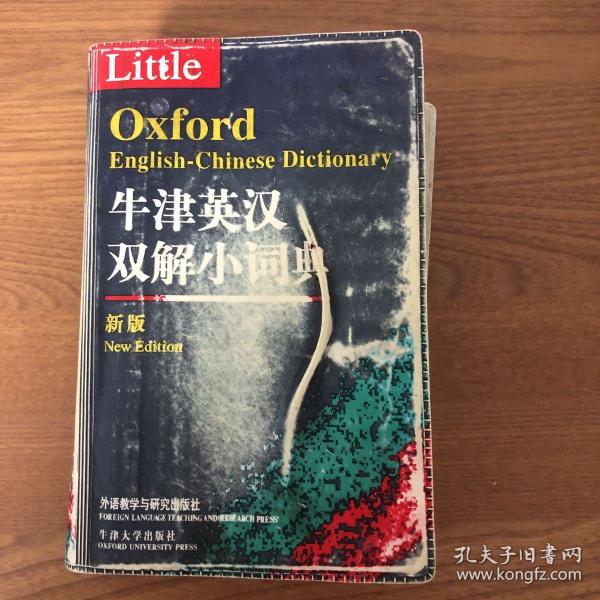 Little
Oxford
English-Chinese Dictionary
牛津英汉
双解小词典
新版
New Edition
外语教学与研究出版社
FOREIGN LANGUAGE TEACHING AND RESEARCH PRESS
牛津大学出版社
OXFORD UNIVERSITY PRESS
孔夫子旧书网
www.kongfz.com